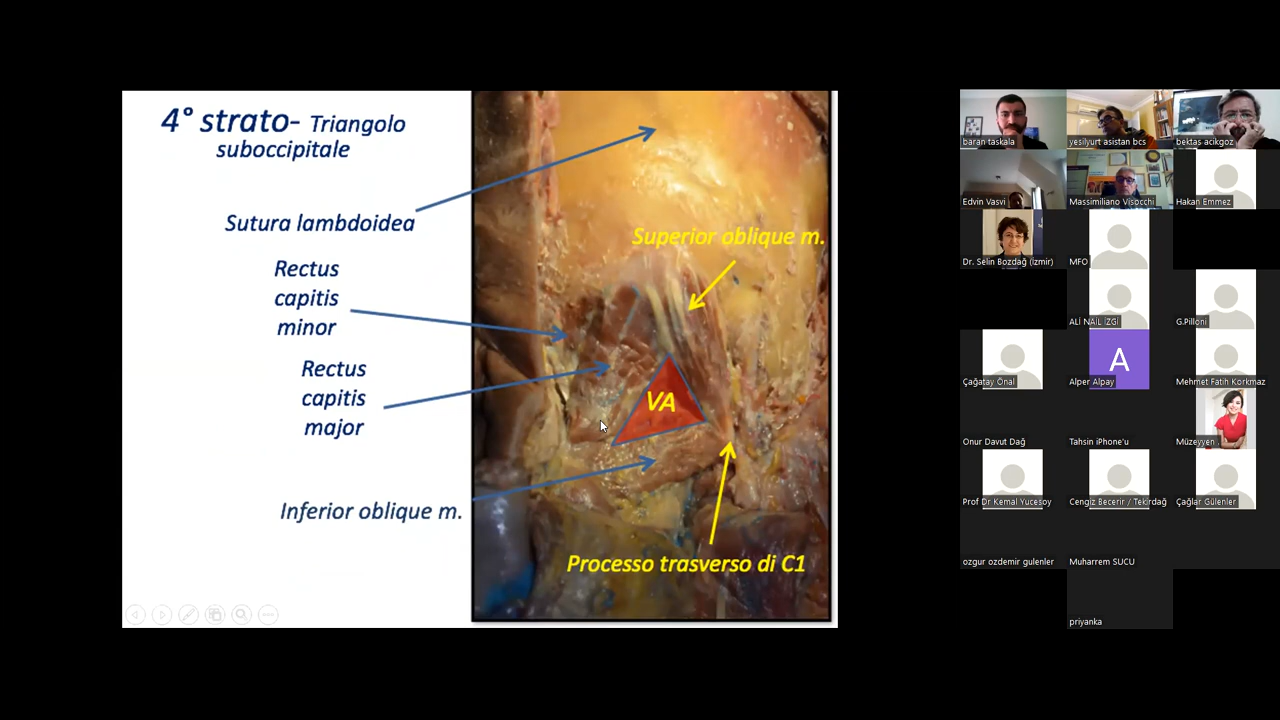 4° strato- Triangolo
suboccipitale
Sutura lambdoidea
Rectus
capitis
minor
Rectus
capitis
major
Inferior oblique m.
Superior oblique m.
VA
Processo trasverso di C1
baran taskala
yesilyurt asistan bcs
bektas acikgoz
Edvin Vasvi
Massimiliano Visocchi
Hakan Emmez
Dr. Selin Bozdağ (İzmir)
MFO
ALİ NAİL İZGİ
G.Pilloni
Çağatay Önal
A
Alper Alpay
Mehmet Fatih Korkmaz
Onur Davut Dağ
Tahsin iPhone'u
Müzeyyen
Prof Dr Kemal Yucesoy
Cengiz Becerir / Tekirdağ
Çağlar Gülenler
ozgur ozdemir gulenler
Muharrem SUCU
priyanka